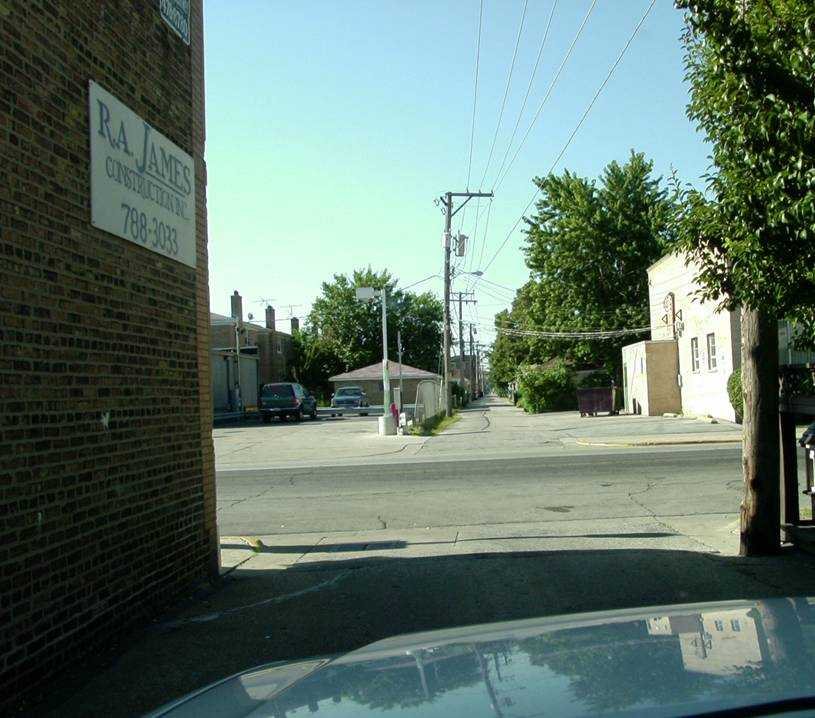 R.A. JAMES
CONSTRUCTION, INC.
788-3033